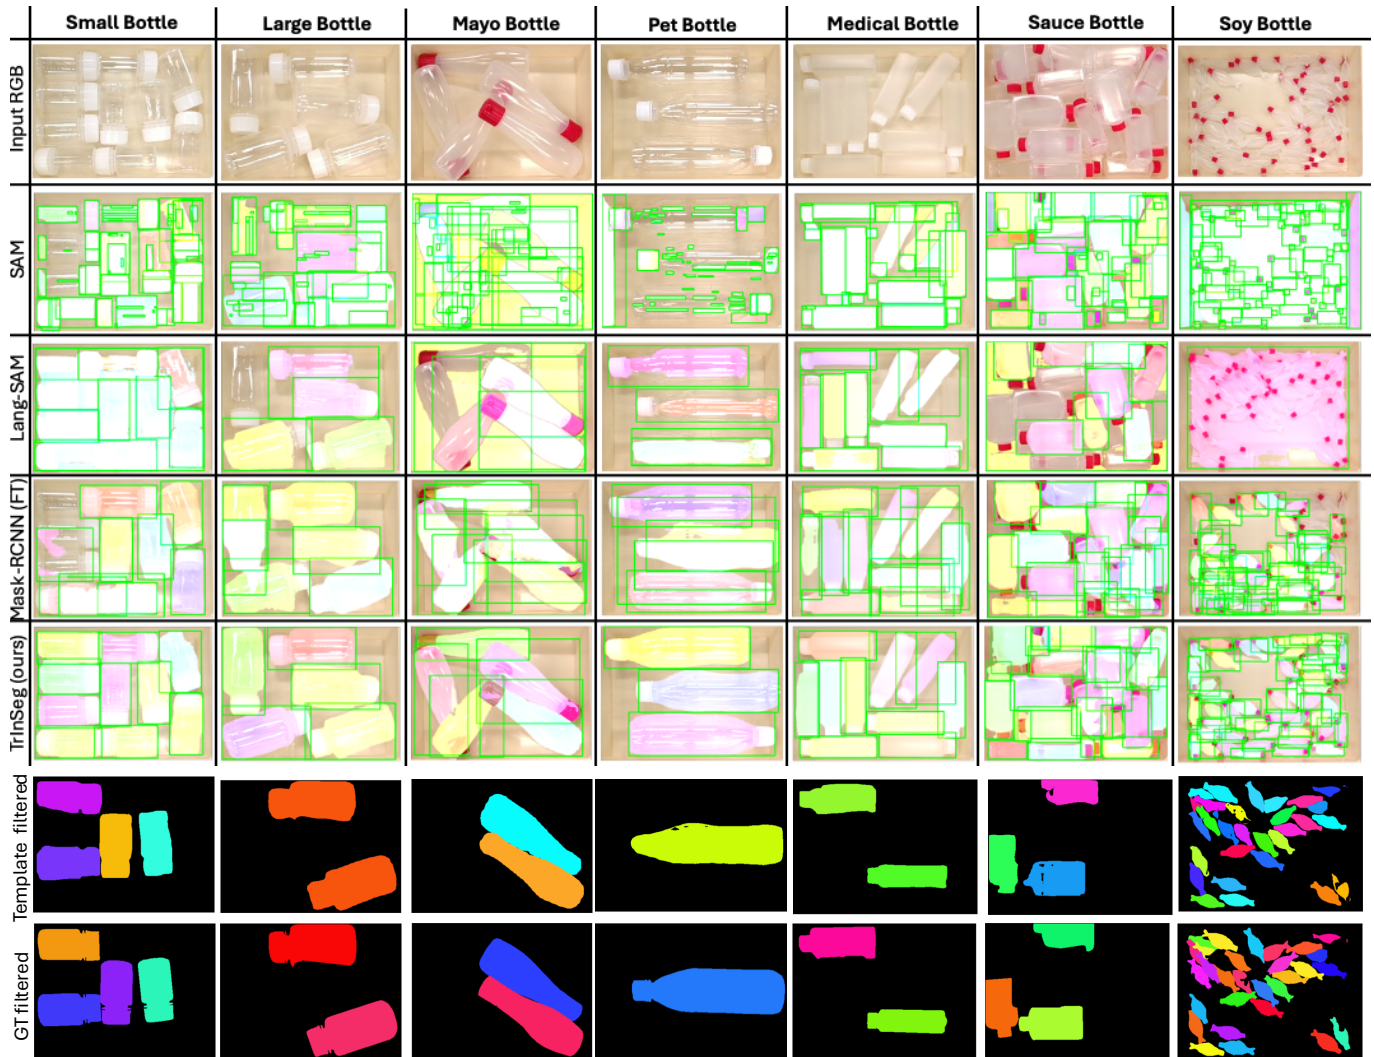 Small Bottle
Large Bottle
Mayo Bottle
Pet Bottle
Medical Bottle
Sauce Bottle
Soy Bottle
Input RGB
SAM
Lang-SAM
Mask-RCNN (FT)
TrInSeg (ours)
Template filtered
GT filtered